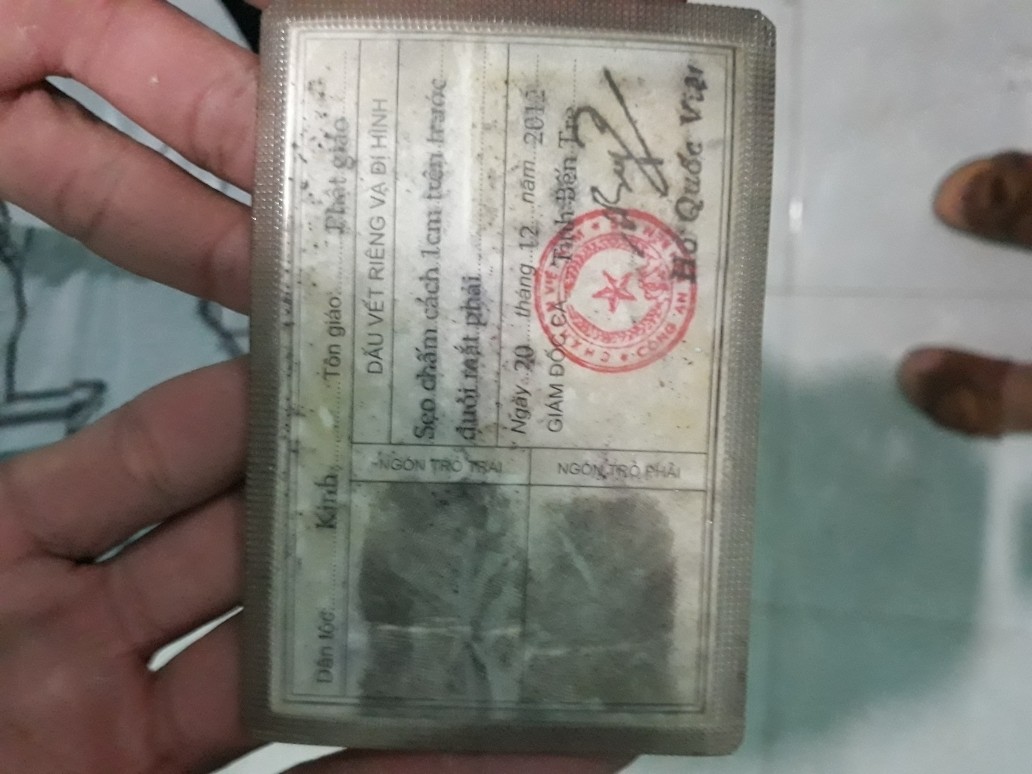 Dân tộc: Kinh Tôn giáo: Phật giáo
DẤU VẾT RIÊNG VÀ DỊ HÌNH
Sẹo chấm cách 1cm trên trước
đuôi mắt phải
Ngày 20 tháng 12 năm 2012
GIÁM ĐỐC CA Tỉnh Bến Tre
CÔNG AN
Hồ Quốc Việt
NGÓN TRỎ TRÁI
NGÓN TRỎ PHẢI